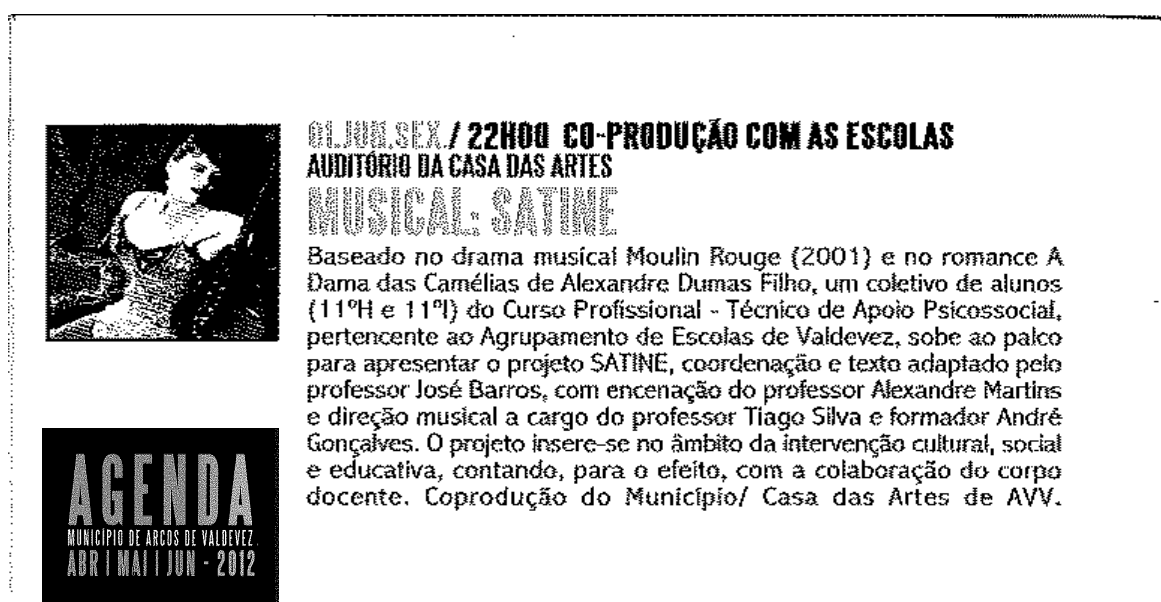 01.JUN.SEX./ 22H00 CO-PRODUÇÃO COM AS ESCOLAS
AUDITÓRIO DA CASA DAS ARTES
MUSICAL: SATINE
Baseado no drama musical Moulin Rouge (2001) e no romance A
Dama das Camélias de Alexandre Dumas Filho, um coletivo de alunos
(11ºH e 11ºI) do Curso Profissional - Técnico de Apoio Psicossocial,
pertencente ao Agrupamento de Escolas de Valdevez, sobe ao palco
para apresentar o projeto SATINE, coordenação e texto adaptado pelo
professor José Barros, com encenação do professor Alexandre Martins
e direção musical a cargo do professor Tiago Silva e formador André
Gonçalves. O projeto insere-se no âmbito da intervenção cultural, social
e educativa, contando, para o efeito, com a colaboração do corpo
docente. Coprodução do Município/ Casa das Artes de AVV.
AGENDA
MUNICÍPIO DE ARCOS DE VALDEVEZ.
ABR | MAI | JUN - 2012